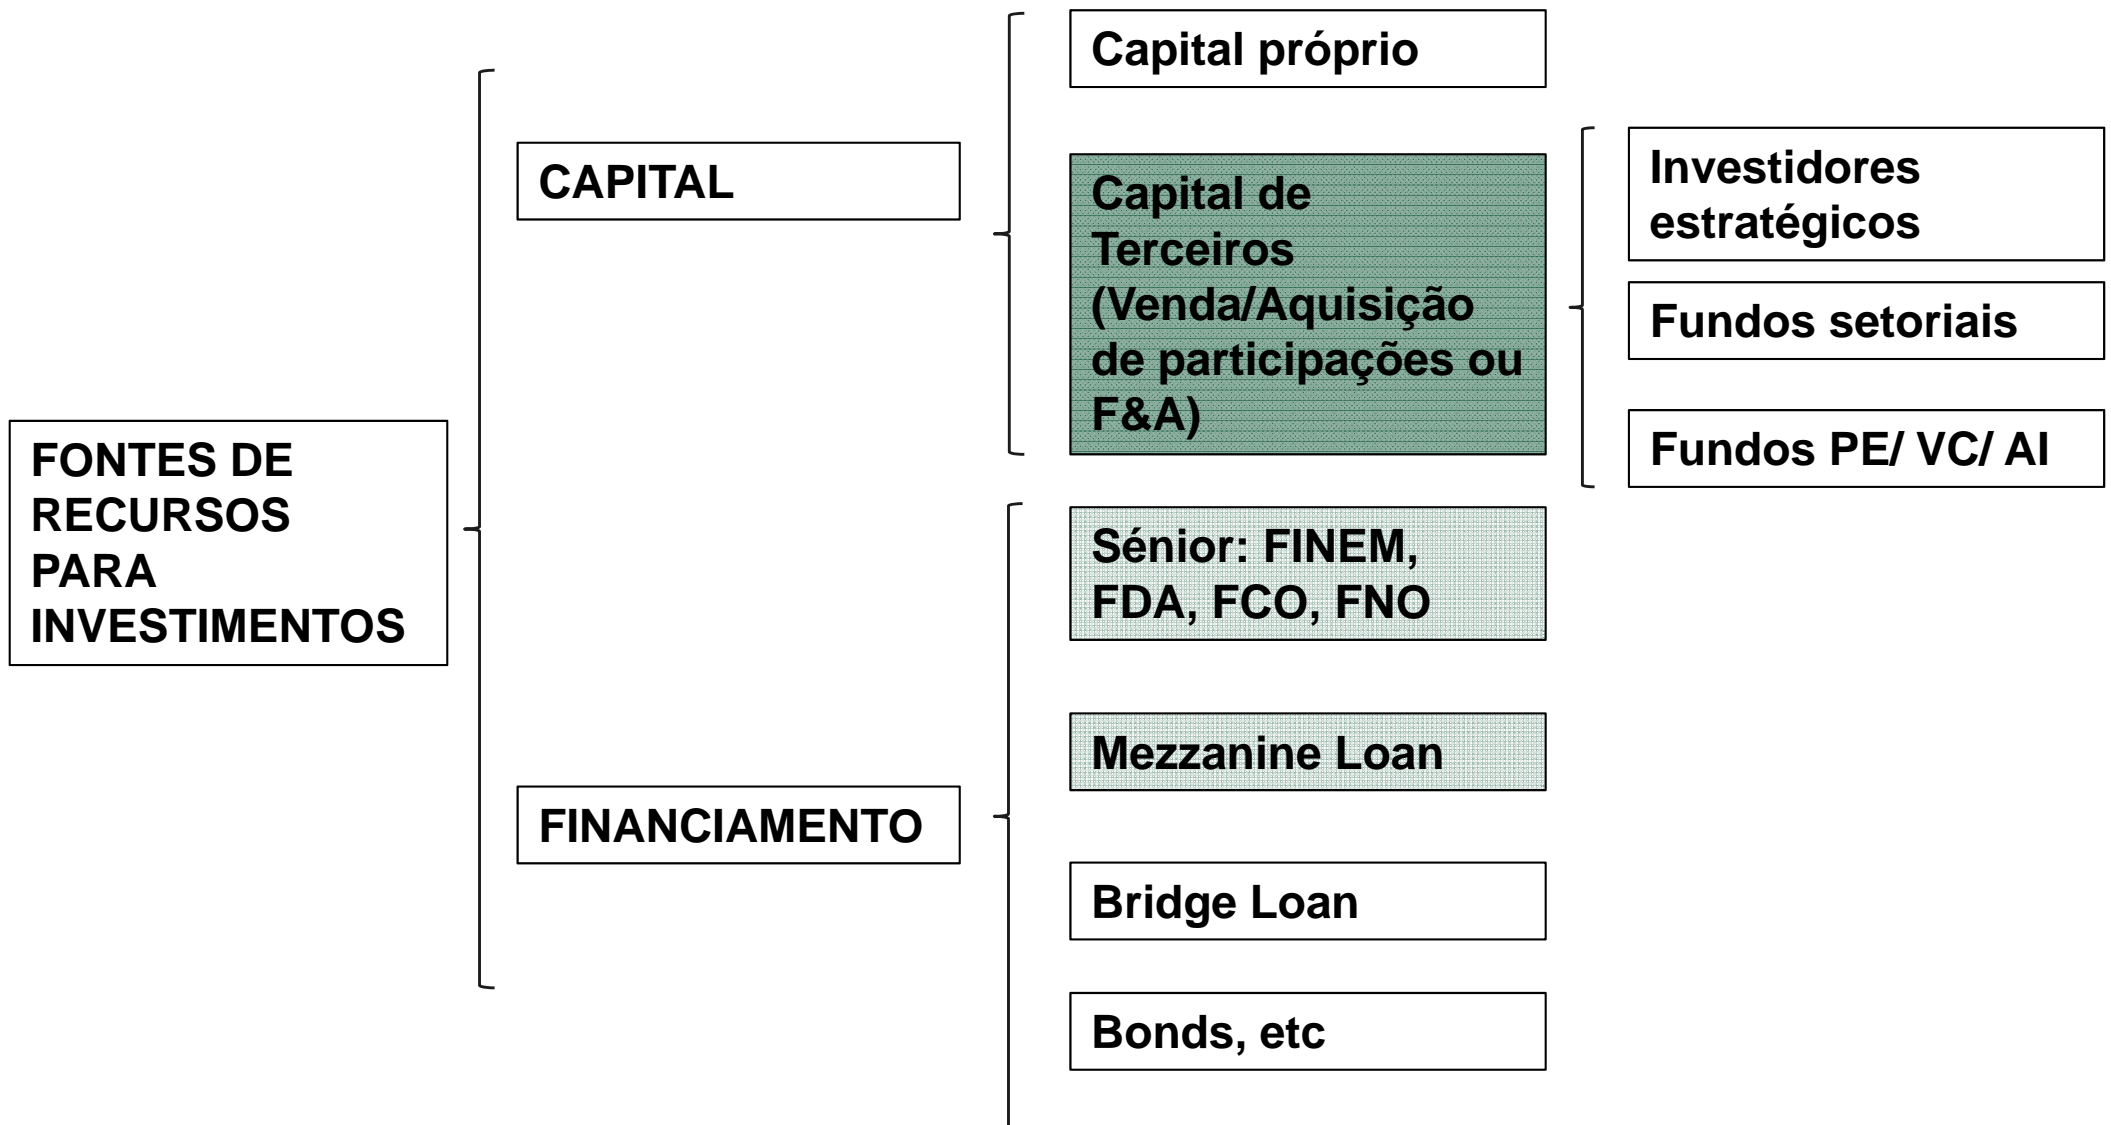 FONTES DE
RECURSOS
PARA
INVESTIMENTOS
CAPITAL
Capital próprio
Capital de
Terceiros
(Venda/Aquisição
de participações ou
F&A)
Investidores
estratégicos
Fundos setoriais
Fundos PE/ VC/ AI
FINANCIAMENTO
Sénior: FINEM,
FDA, FCO, FNO
Mezzanine Loan
Bridge Loan
Bonds, etc